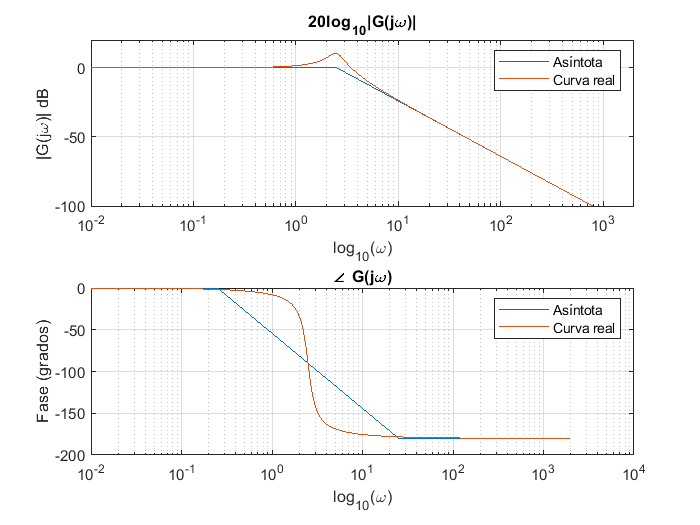 20log10|G(jω)|
|G(jω)| dB
0
-50
-100
Asíntota
Curva real
10-2
10-1
100
101
102
103
log10(ω)
∠ G(jω)
Fase (grados)
0
-50
-100
-150
-200
Asíntota
Curva real
10-2
10-1
100
101
102
103
104
log10(ω)